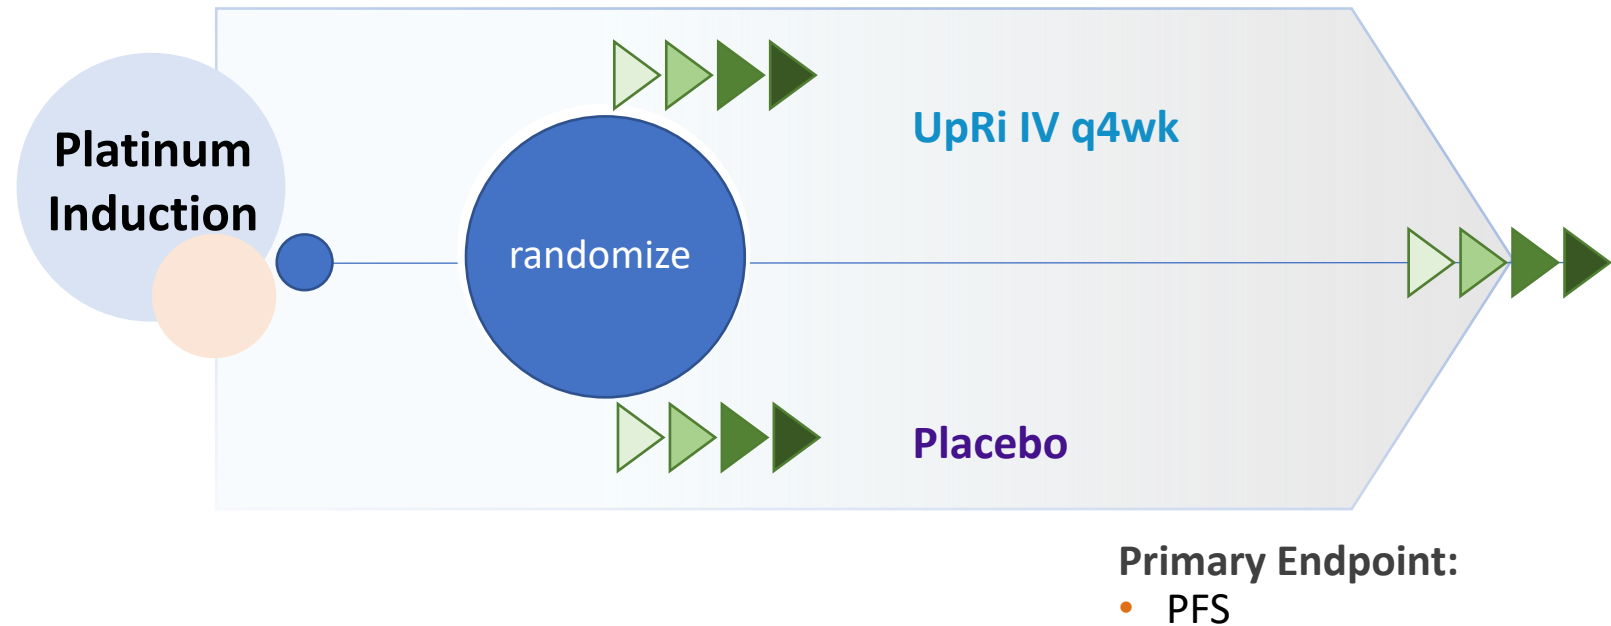 Platinum
Induction
randomize
UpRi IV q4wk
Placebo
Primary Endpoint:
• PFS